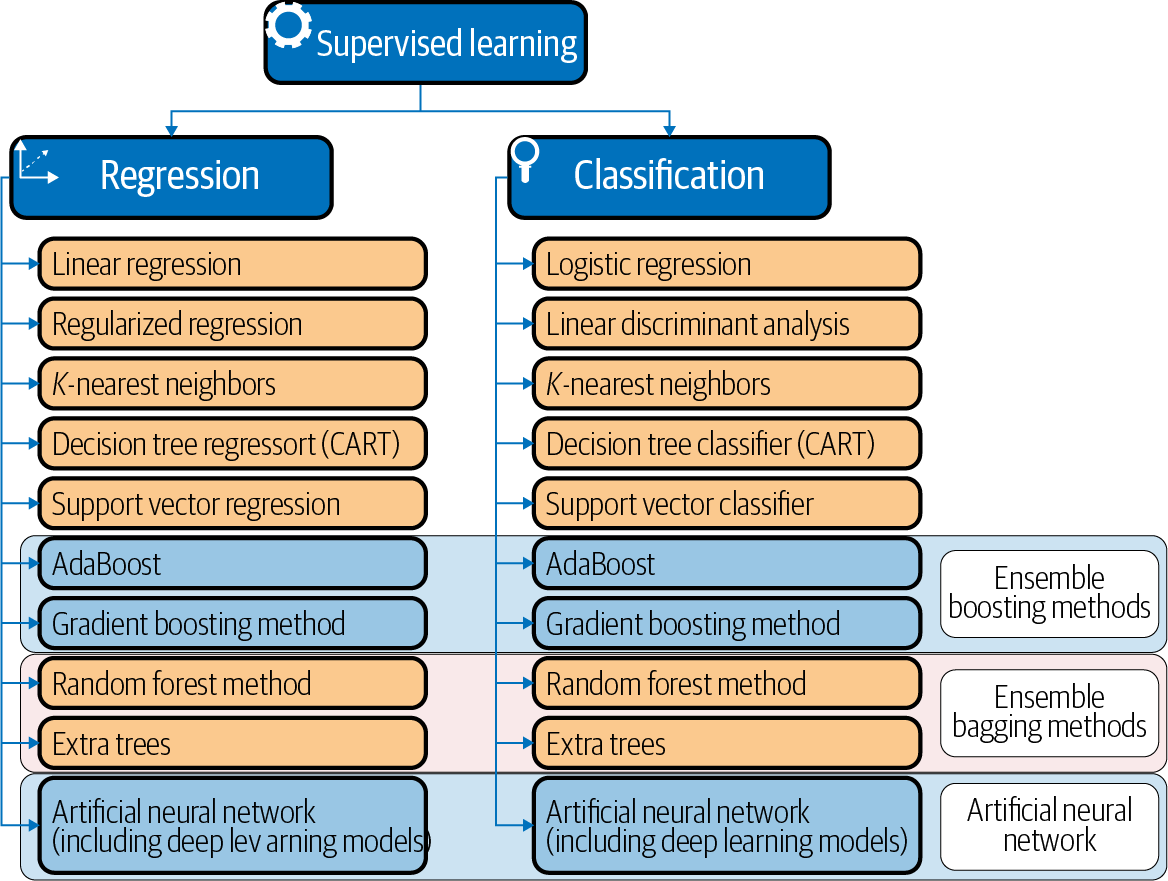 Supervised learning
Regression
Linear regression
Regularized regression
K-nearest neighbors
Decision tree regressort (CART)
Support vector regression
AdaBoost
Gradient boosting method
Random forest method
Extra trees
Artificial neural network
(including deep lev arning models)
Classification
Logistic regression
Linear discriminant analysis
K-nearest neighbors
Decision tree classifier (CART)
Support vector classifier
AdaBoost
Gradient boosting method
Random forest method
Extra trees
Artificial neural network
(including deep learning models)
Ensemble
boosting methods
Ensemble
bagging methods
Artificial neural
network